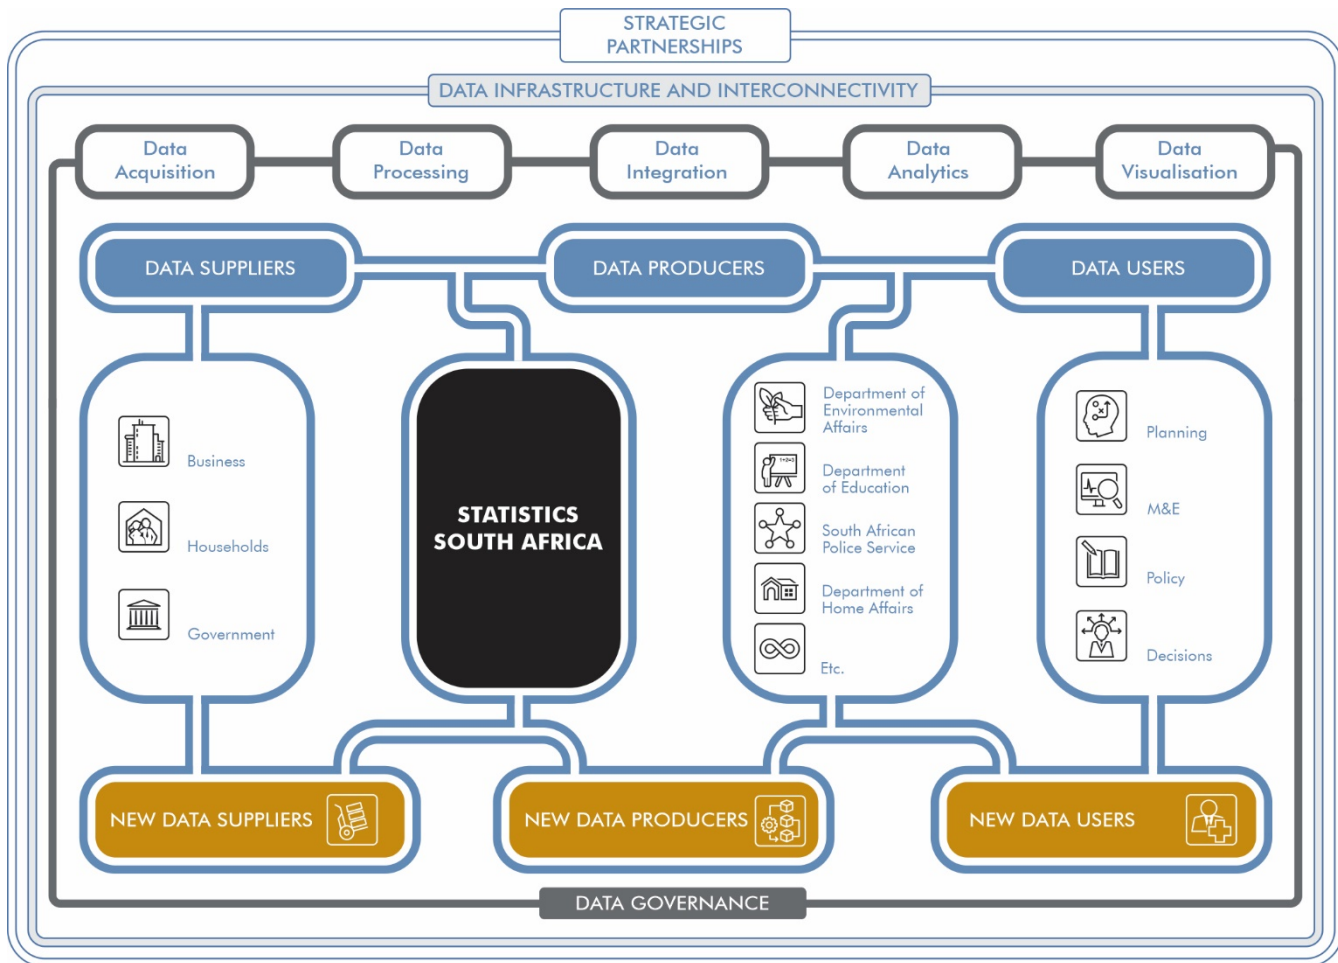 STRATEGIC
PARTNERSHIPS
DATA INFRASTRUCTURE AND INTERCONNECTIVITY
Data
Acquisition
Data
Processing
Data
Integration
Data
Analytics
Data
Visualisation
DATA SUPPLIERS
DATA PRODUCERS
DATA USERS
Business
Households
Government
STATISTICS
SOUTH AFRICA
Department of
Environmental
Affairs
Department
of Education
South African
Police Service
Department of
Home Affairs
Etc.
Planning
M&E
Policy
Decisions
NEW DATA SUPPLIERS
NEW DATA PRODUCERS
NEW DATA USERS
DATA GOVERNANCE